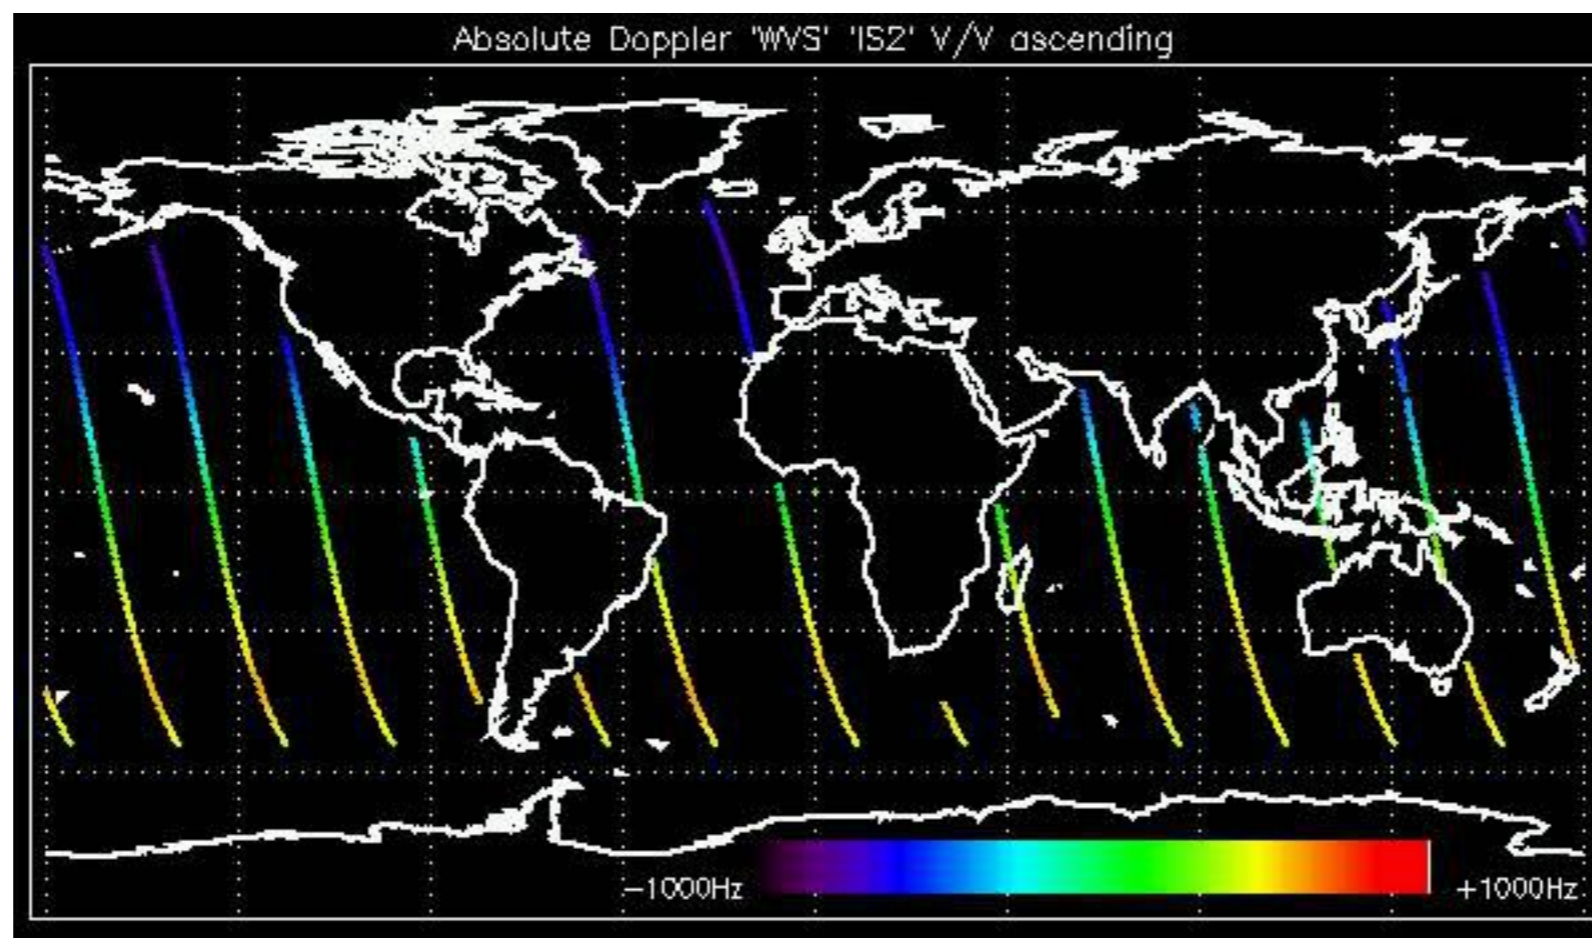 Absolute Doppler 'WVS' 'IS2' V/V ascending
−1000Hz +1000Hz